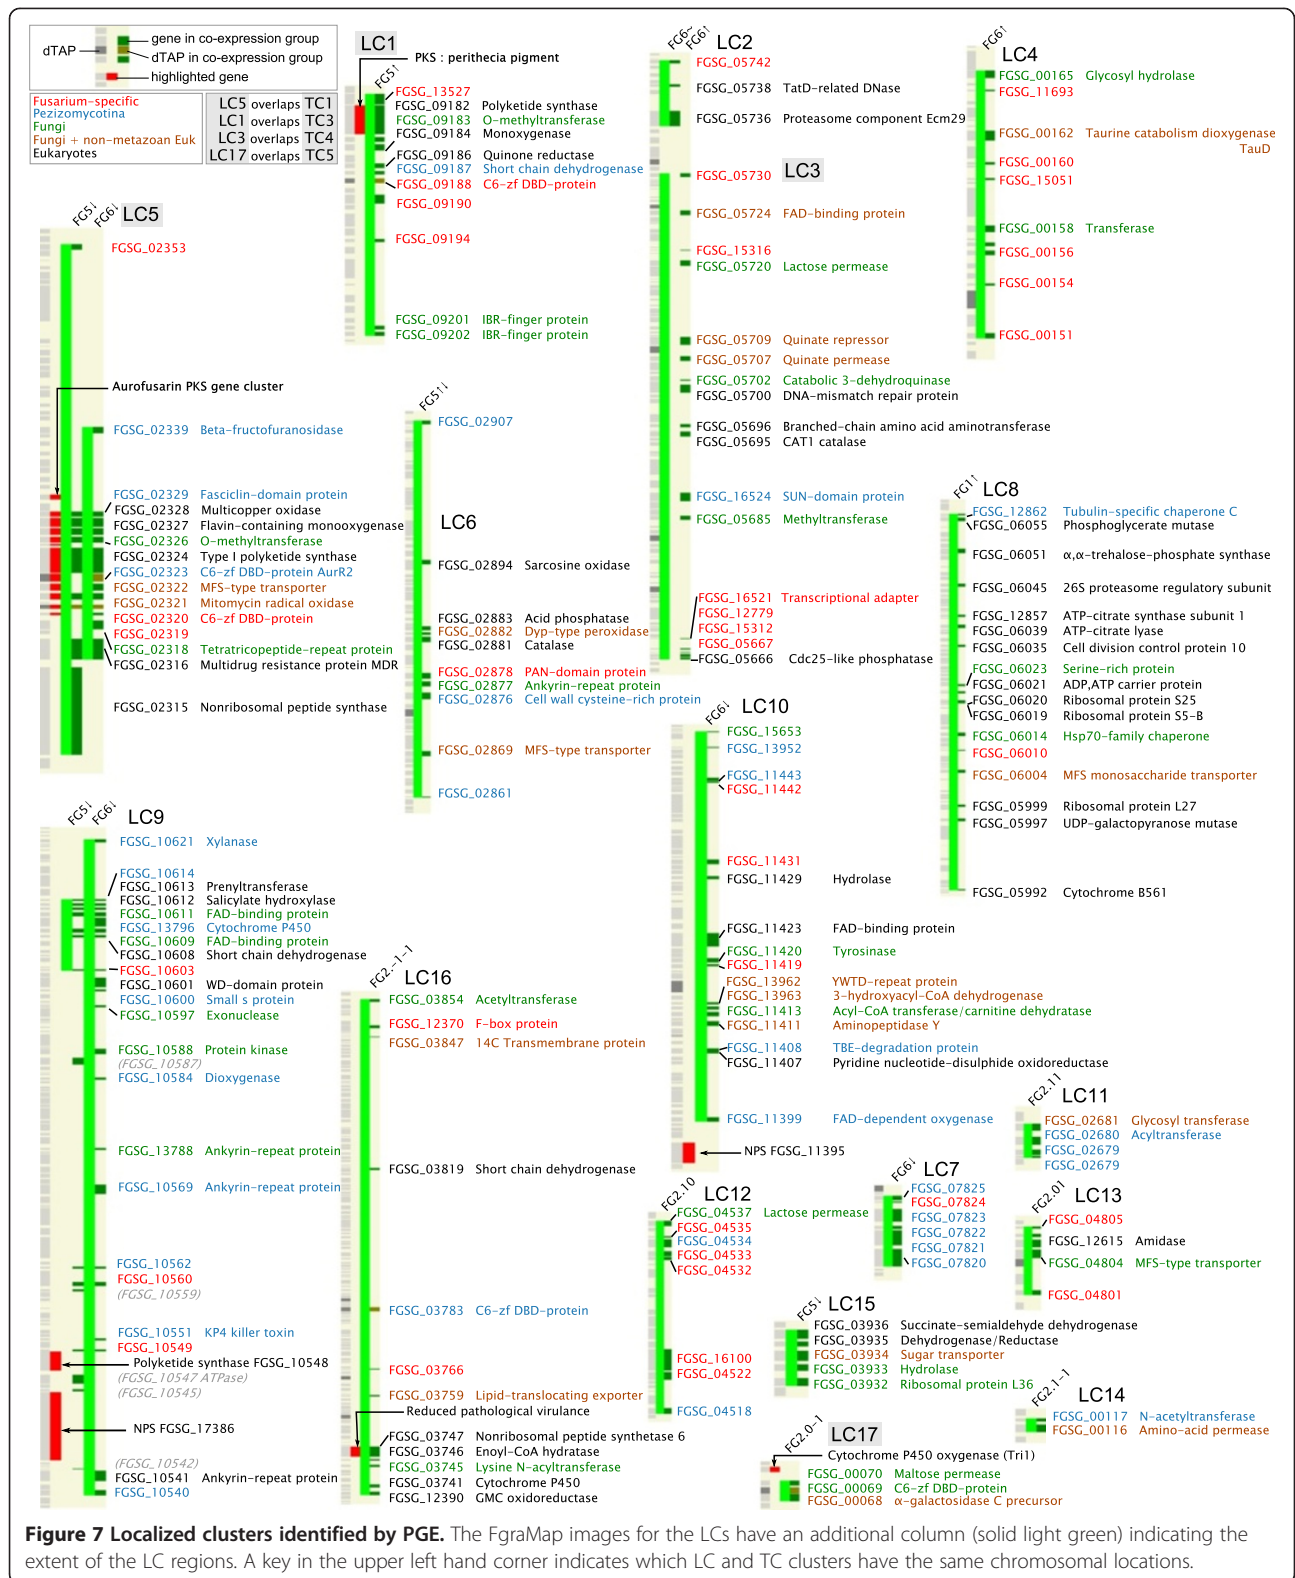 gene in co-expression group
dTAP
dTAP in co-expression group
highlighted gene
Fusarium-specific
Pezizomycotina
Fungi
Fungi + non-metazoan Euk
Eukaryotes
LC5 overlaps TC1
LC1 overlaps TC3
LC3 overlaps TC4
LC17 overlaps TC5
LC1
PKS : perithecia pigment
FG5↓
FGSG_13527
FGSG_09182 Polyketide synthase
FGSG_09183 O-methyltransferase
FGSG_09184 Monoxygenase
FGSG_09186 Quinone reductase
FGSG_09187 Short chain dehydrogenase
FGSG_09188 C6-zf DBD-protein
FGSG_09190
FGSG_09194
FGSG_09201 IBR-finger protein
FGSG_09202 IBR-finger protein
FG6~
FG6↑
LC2
FGSG_05742
FGSG_05738 TatD-related DNase
FGSG_05736 Proteasome component Ecm29
LC3
FGSG_05730
FGSG_05724 FAD-binding protein
FGSG_15316
FGSG_05720 Lactose permease
FGSG_05709 Quinate repressor
FGSG_05707 Quinate permease
FGSG_05702 Catabolic 3-dehydroquinase
FGSG_05700 DNA-mismatch repair protein
FGSG_05696 Branched-chain amino acid aminotransferase
FGSG_05695 CAT1 catalase
FGSG_16524 SUN-domain protein
FGSG_05685 Methyltransferase
FGSG_16521 Transcriptional adapter
FGSG_12779
FGSG_15312
FGSG_05667
FGSG_05666 Cdc25-like phosphatase
FG6↑
LC4
FGSG_00165 Glycosyl hydrolase
FGSG_11693
FGSG_00162 Taurine catabolism dioxygenase
TauD
FGSG_00160
FGSG_15051
FGSG_00158 Transferase
FGSG_00156
FGSG_00154
FGSG_00151
FG5↓
FG6↓
LC5
FGSG_02353
Aurofusarin PKS gene cluster
FGSG_02339 Beta-fructofuranosidase
FGSG_02329 Fasciclin-domain protein
FGSG_02328 Multicopper oxidase
FGSG_02327 Flavin-containing monooxygenase
FGSG_02326 O-methyltransferase
FGSG_02324 Type I polyketide synthase
FGSG_02323 C6-zf DBD-protein AurR2
FGSG_02322 MFS-type transporter
FGSG_02321 Mitomycin radical oxidase
FGSG_02320 C6-zf DBD-protein
FGSG_02319
FGSG_02318 Tetratricopeptide-repeat protein
FGSG_02316 Multidrug resistance protein MDR
FGSG_02315 Nonribosomal peptide synthase
FG5↑↓
FGSG_02907
LC6
FGSG_02894 Sarcosine oxidase
FGSG_02883 Acid phosphatase
FGSG_02882 Dyp-type peroxidase
FGSG_02881 Catalase
FGSG_02878 PAN-domain protein
FGSG_02877 Ankyrin-repeat protein
FGSG_02876 Cell wall cysteine-rich protein
FGSG_02869 MFS-type transporter
FGSG_02861
FG1↑
LC8
FGSG_12862 Tubulin-specific chaperone C
FGSG_06055 Phosphoglycerate mutase
FGSG_06051 α,α-trehalose-phosphate synthase
FGSG_06045 26S proteasome regulatory subunit
FGSG_12857 ATP-citrate synthase subunit 1
FGSG_06039 ATP-citrate lyase
FGSG_06035 Cell division control protein 10
FGSG_06023 Serine-rich protein
FGSG_06021 ADP,ATP carrier protein
FGSG_06020 Ribosomal protein S25
FGSG_06019 Ribosomal protein S5-B
FGSG_06014 Hsp70-family chaperone
FGSG_06010
FGSG_06004 MFS monosaccharide transporter
FGSG_05999 Ribosomal protein L27
FGSG_05997 UDP-galactopyranose mutase
FGSG_05992 Cytochrome B561
FG6↓
LC10
FGSG_15653
FGSG_13952
FGSG_11443
FGSG_11442
FGSG_11431
FGSG_11429 Hydrolase
FGSG_11423 FAD-binding protein
FGSG_11420 Tyrosinase
FGSG_11419
FGSG_13962 YWTD-repeat protein
FGSG_13963 3-hydroxyacyl-CoA dehydrogenase
FGSG_11413 Acyl-CoA transferase/carnitine dehydratase
FGSG_11411 Aminopeptidase Y
FGSG_11408 TBE-degradation protein
FGSG_11407 Pyridine nucleotide-disulphide oxidoreductase
FGSG_11399 FAD-dependent oxygenase
NPS FGSG_11395
FG5↓
FG6↓
LC9
FGSG_10621 Xylanase
FGSG_10614
FGSG_10613 Prenyltransferase
FGSG_10612 Salicylate hydroxylase
FGSG_10611 FAD-binding protein
FGSG_13796 Cytochrome P450
FGSG_10609 FAD-binding protein
FGSG_10608 Short chain dehydrogenase
FGSG_10603
FGSG_10601 WD-domain protein
FGSG_10600 Small s protein
FGSG_10597 Exonuclease
FGSG_10588 Protein kinase
(FGSG_10587)
FGSG_10584 Dioxygenase
FGSG_13788 Ankyrin-repeat protein
FGSG_10569 Ankyrin-repeat protein
FGSG_10562
FGSG_10560
(FGSG_10559)
FGSG_10551 KP4 killer toxin
FGSG_10549
Polyketide synthase FGSG_10548
(FGSG_10547 ATPase)
(FGSG_10545)
NPS FGSG_17386
(FGSG_10542)
FGSG_10541 Ankyrin-repeat protein
FGSG_10540
FG2.-1-1
LC16
FGSG_03854 Acetyltransferase
FGSG_12370 F-box protein
FGSG_03847 14C Transmembrane protein
FGSG_03819 Short chain dehydrogenase
FGSG_03783 C6-zf DBD-protein
FGSG_03766
FGSG_03759 Lipid-translocating exporter
Reduced pathological virulance
FGSG_03747 Nonribosomal peptide synthetase 6
FGSG_03746 Enoyl-CoA hydratase
FGSG_03745 Lysine N-acyltransferase
FGSG_03741 Cytochrome P450
FGSG_12390 GMC oxidoreductase
FG2.11
LC11
FGSG_02681 Glycosyl transferase
FGSG_02680 Acyltransferase
FGSG_02679
FGSG_02679
FG2.10
LC12
FGSG_04537 Lactose permease
FGSG_04535
FGSG_04534
FGSG_04533
FGSG_04532
FGSG_16100
FGSG_04522
FGSG_04518
FG6↓
LC7
FGSG_07825
FGSG_07824
FGSG_07823
FGSG_07822
FGSG_07821
FGSG_07820
FG2.01
LC13
FGSG_04805
FGSG_12615 Amidase
FGSG_04804 MFS-type transporter
FGSG_04801
FG5↓
LC15
FGSG_03936 Succinate-semialdehyde dehydrogenase
FGSG_03935 Dehydrogenase/Reductase
FGSG_03934 Sugar transporter
FGSG_03933 Hydrolase
FGSG_03932 Ribosomal protein L36
FG2.1-1
LC14
FGSG_00117 N-acetyltransferase
FGSG_00116 Amino-acid permease
FG2.0-1
LC17
Cytochrome P450 oxygenase (Tri1)
FGSG_00070 Maltose permease
FGSG_00069 C6-zf DBD-protein
FGSG_00068 α-galactosidase C precursor
Figure 7 Localized clusters identified by PGE. The FgraMap images for the LCs have an additional column (solid light green) indicating the
extent of the LC regions. A key in the upper left hand corner indicates which LC and TC clusters have the same chromosomal locations.